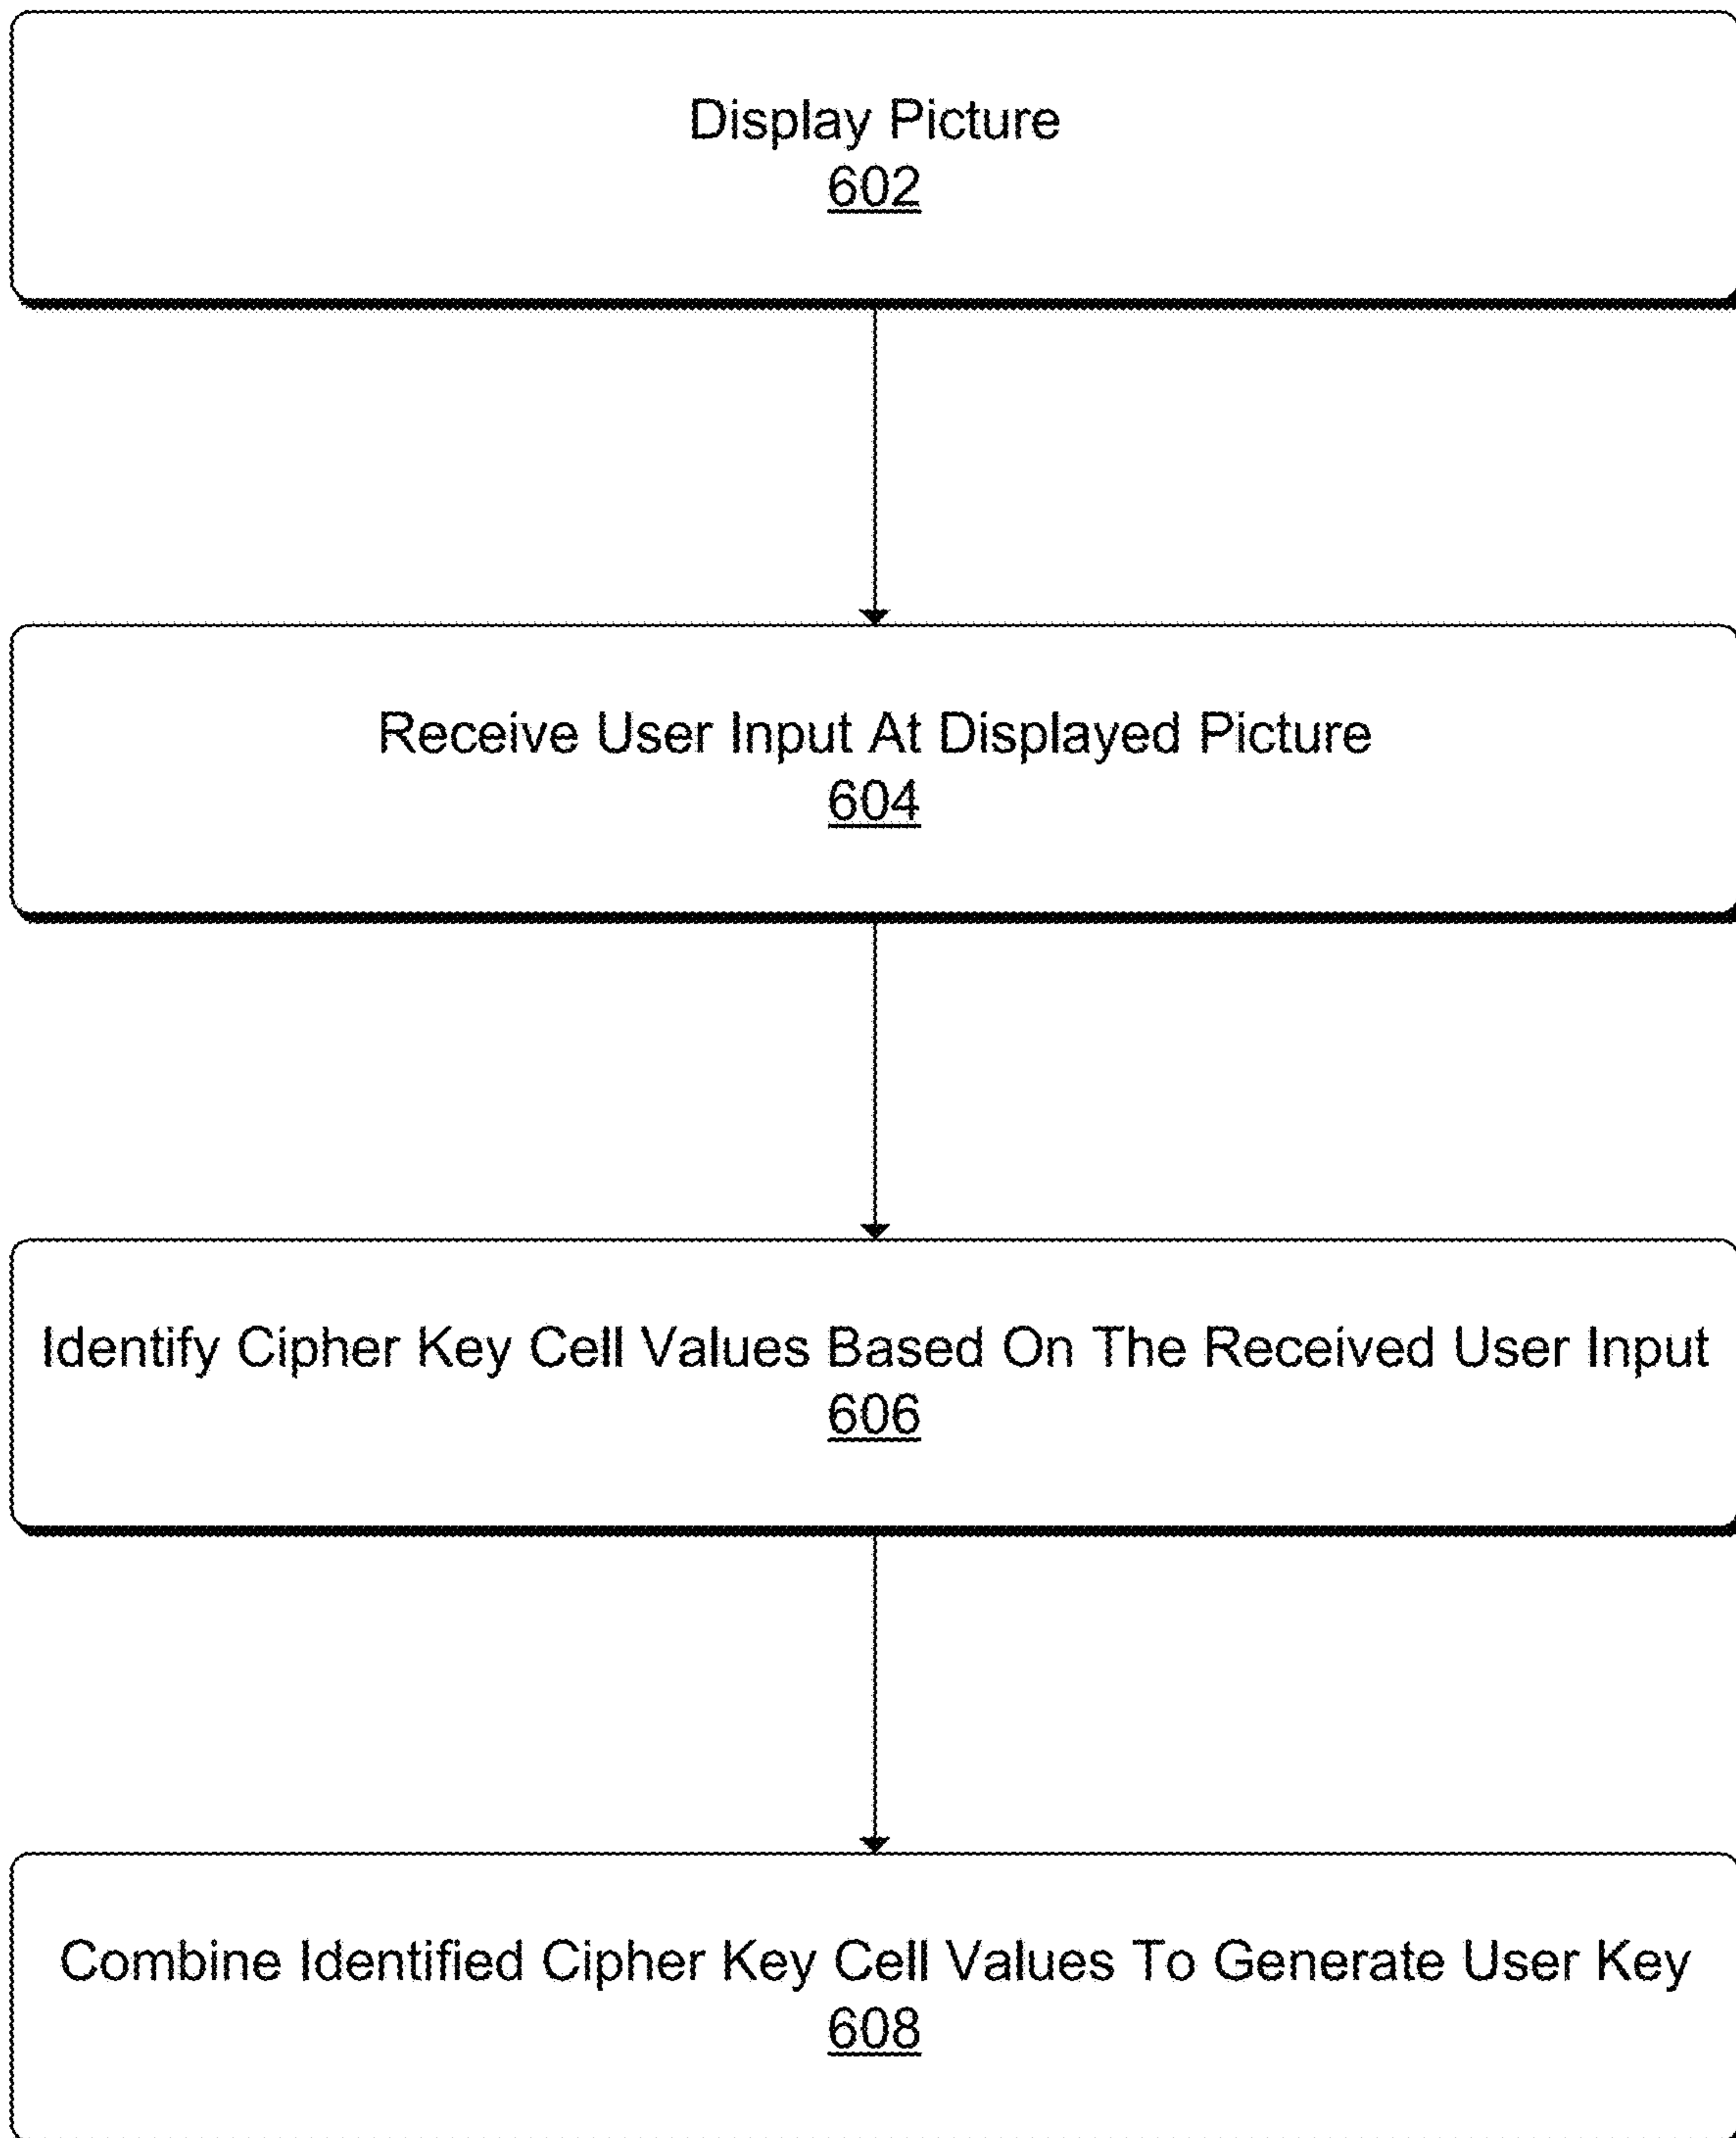 Display Picture
602
Receive User Input At Displayed Picture
604
Identify Cipher Key Cell Values Based On The Received User Input
606
Combine Identified Cipher Key Cell Values To Generate User Key
608